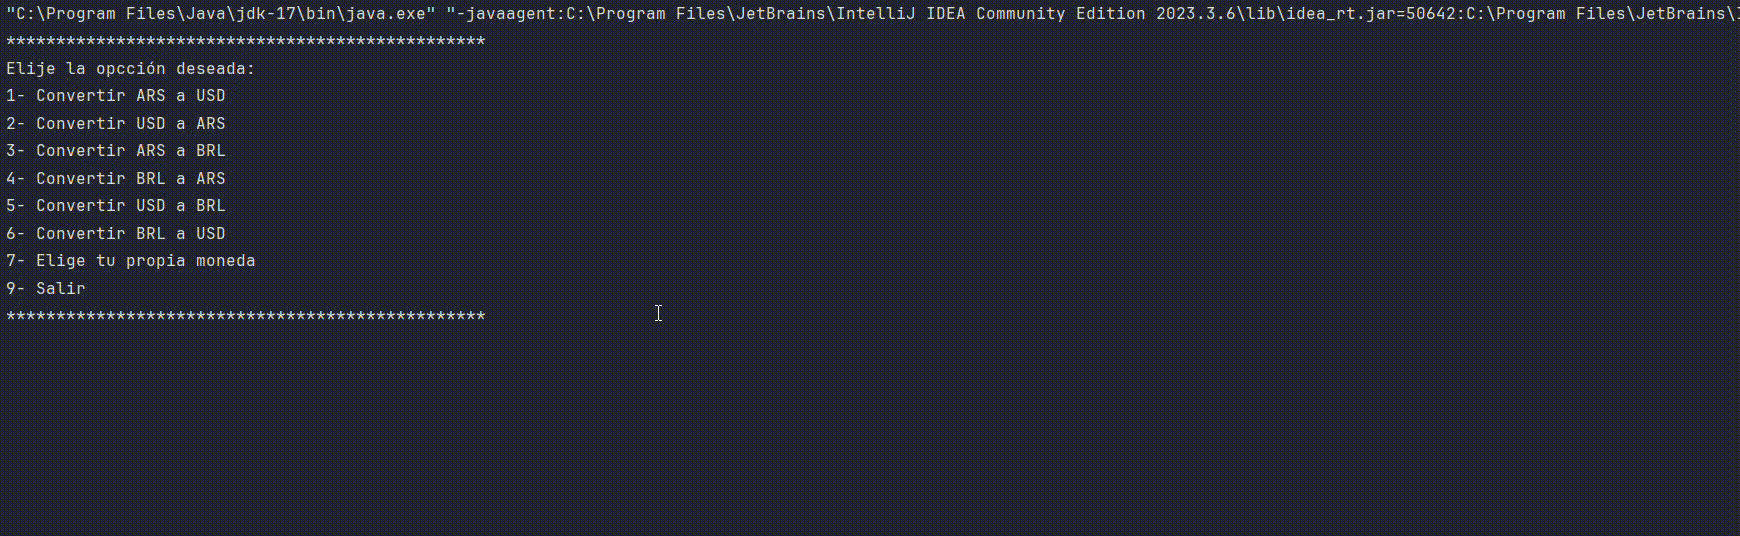 "C:\Program Files\Java\jdk-17\bin\java.exe" "-javaagent:C:\Program Files\JetBrains\IntelliJ IDEA Community Edition 2023.3.6\lib\idea_rt.jar=50642:C:\Program Files\JetBrains\
************************************************
Elije la opcción deseada:
1- Convertir ARS a USD
2- Convertir USD a ARS
3- Convertir ARS a BRL
4- Convertir BRL a ARS
5- Convertir USD a BRL
6- Convertir BRL a USD
7- Elige tu propia moneda
9- Salir
************************************************